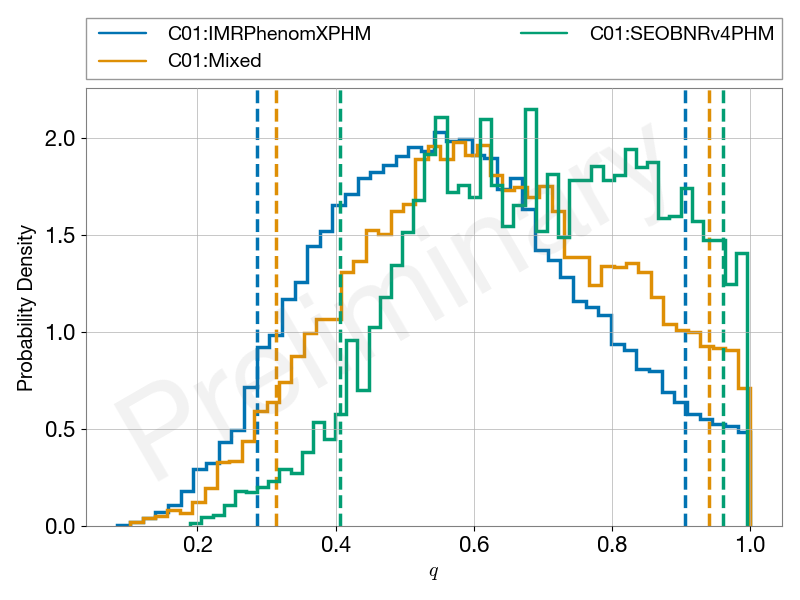 C01:IMRPhenomXPHM
C01:Mixed
C01:SEOBNRv4PHM
Preliminary
Probability Density
2.0
1.5
1.0
0.5
0.0
0.2
0.4
0.6
0.8
1.0
q